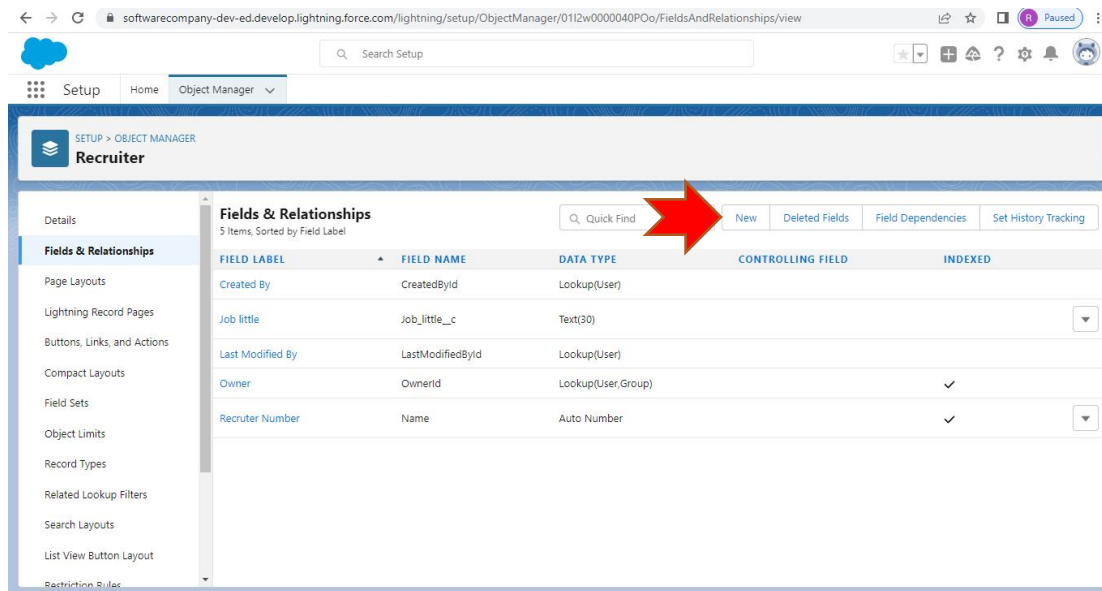 softwarecompany-dev-ed.develop.lightning.force.com/lightning/setup/ObjectManager/01I2w0000040POo/FieldsAndRelationships/view
R Paused
Search Setup
Setup Home Object Manager
SETUP > OBJECT MANAGER
Recruiter
Details
Fields & Relationships
Page Layouts
Lightning Record Pages
Buttons, Links, and Actions
Compact Layouts
Field Sets
Object Limits
Record Types
Related Lookup Filters
Search Layouts
List View Button Layout
Restriction Rules
Fields & Relationships
5 Items, Sorted by Field Label
Quick Find New Deleted Fields Field Dependencies Set History Tracking
FIELD LABEL FIELD NAME DATA TYPE CONTROLLING FIELD INDEXED
Created By CreatedById Lookup(User)
Job little Job_little__c Text(30)
Last Modified By LastModifiedById Lookup(User)
Owner OwnerId Lookup(User,Group)
Recruter Number Name Auto Number